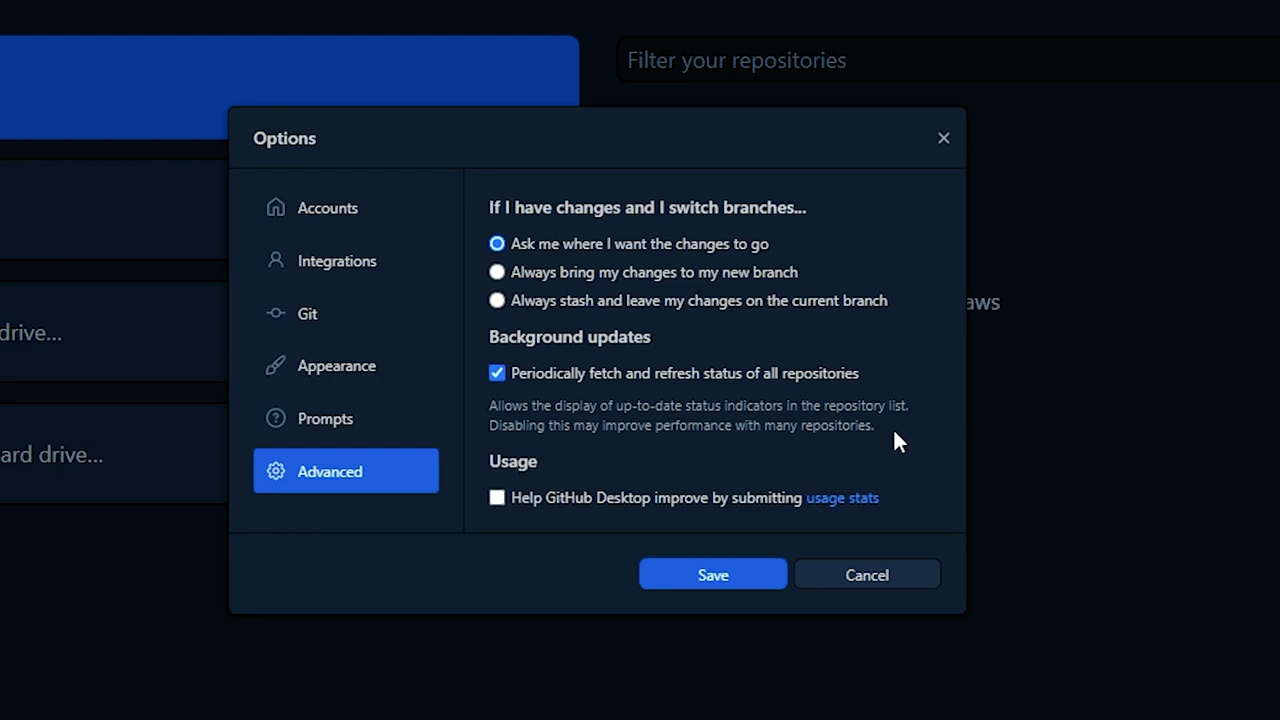 Filter your repositories
Options
Accounts
Integrations
Git
Appearance
Prompts
Advanced
If I have changes and I switch branches...
Ask me where I want the changes to go
Always bring my changes to my new branch
Always stash and leave my changes on the current branch
Background updates
Periodically fetch and refresh status of all repositories
Allows the display of up-to-date status indicators in the repository list.
Disabling this may improve performance with many repositories.
Usage
Help GitHub Desktop improve by submitting usage stats
Save
Cancel
drive...
ard drive...
aws